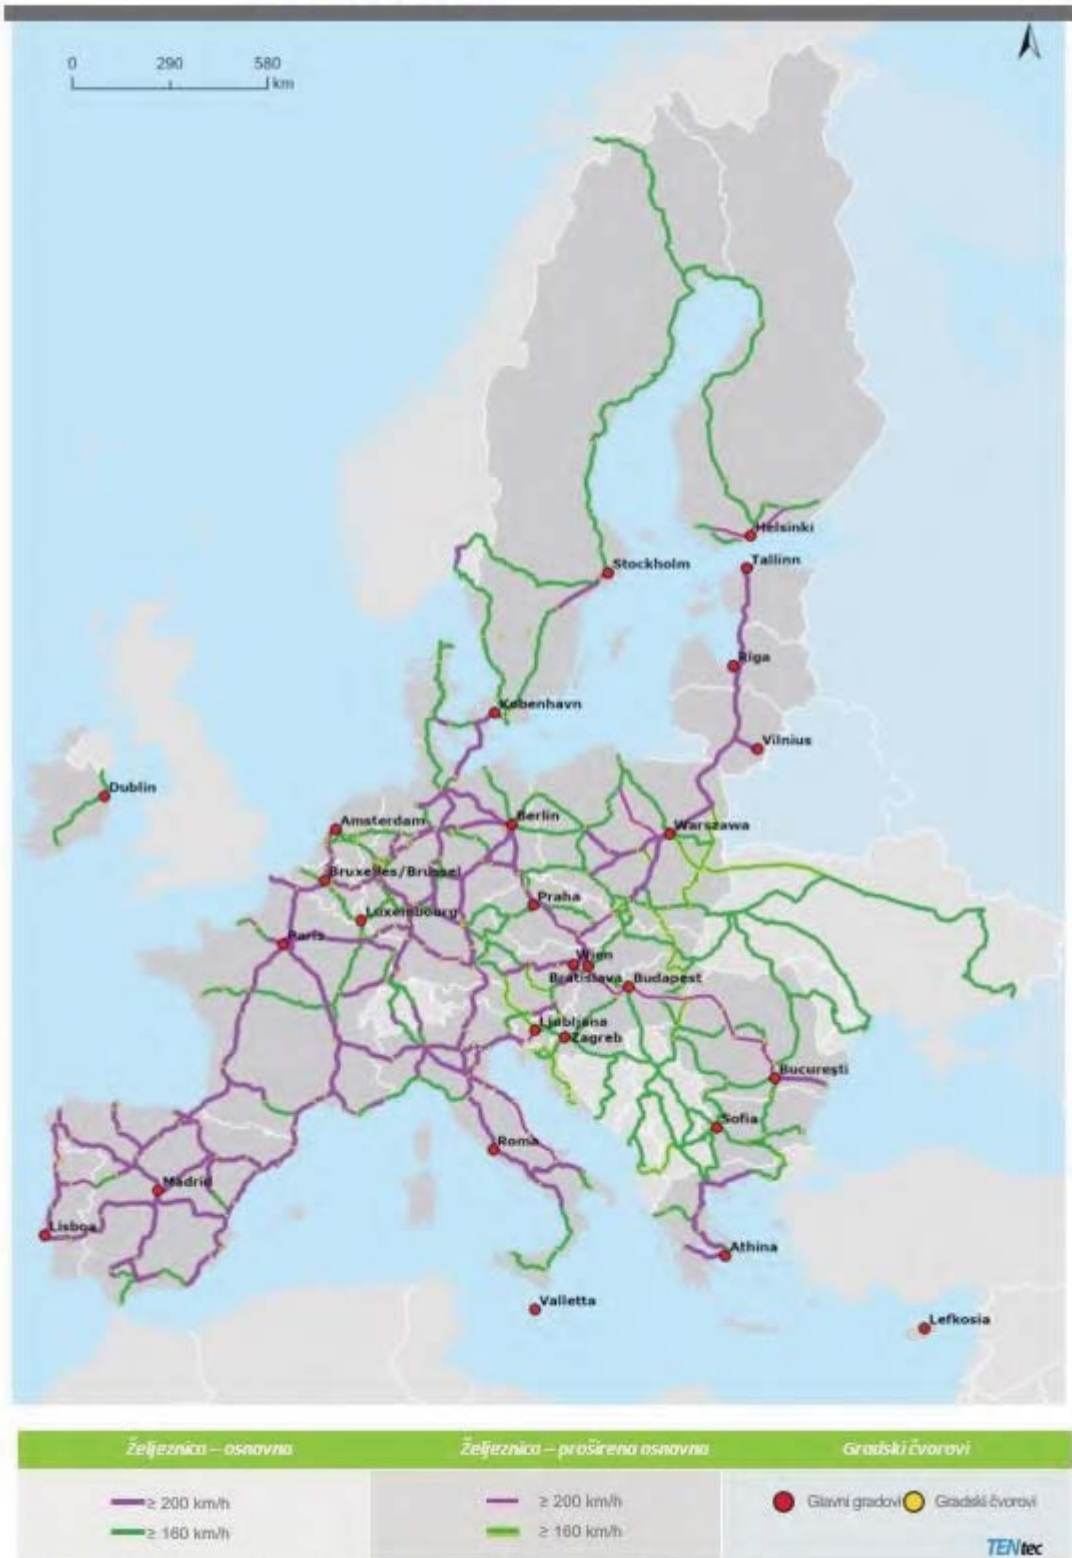 0 290 580
km
Helsinki
Tallinn
Stockholm
Riga
København
Vilnius
Dublin
Amsterdam
Berlin
Warszawa
Bruxelles/Brüssel
Praha
Luxembourg
Paris
Wien
Bratislava
Budapest
Ljubljana
Zagreb
București
Sofia
Roma
Madrid
Lisboa
Athina
Valletta
Lefkosia
Željeznica – osnovna Željeznica – proširena osnovna Gradski čvorovi
≥ 200 km/h ≥ 200 km/h Glavni gradovi Gradski čvorovi
≥ 160 km/h ≥ 160 km/h
TENtec